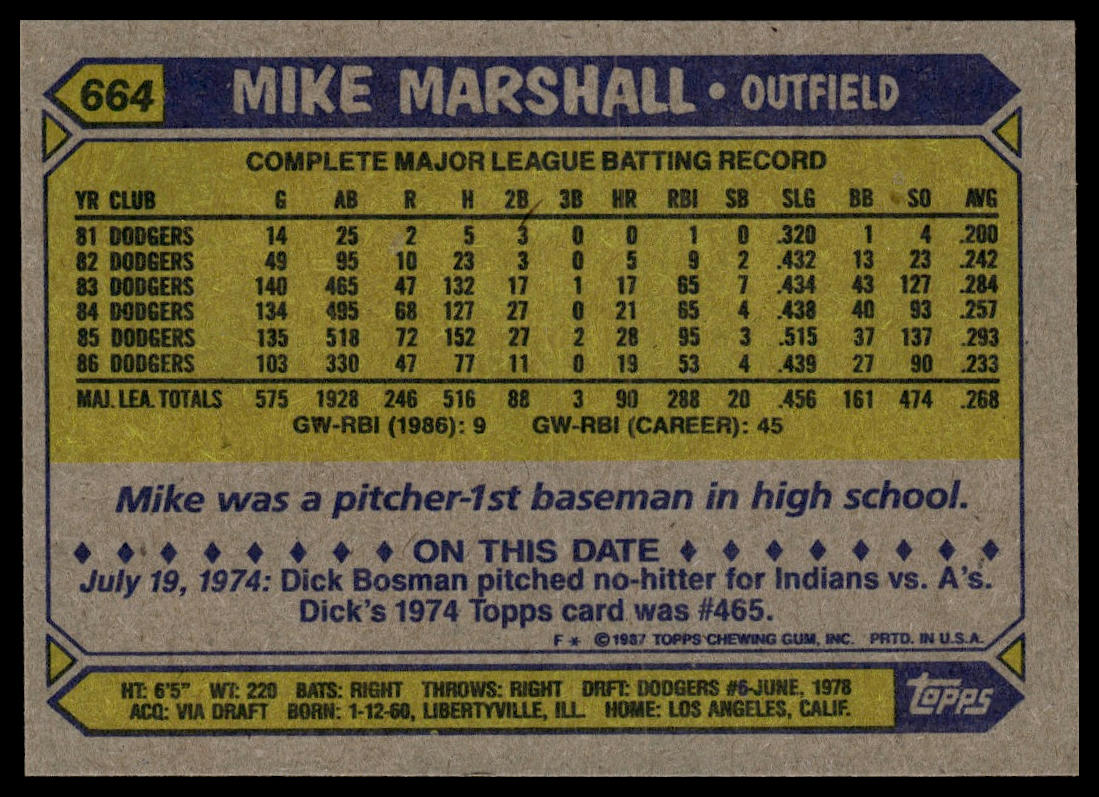 664 MIKE MARSHALL • OUTFIELD
COMPLETE MAJOR LEAGUE BATTING RECORD
YR CLUB G AB R H 2B 3B HR RBI SB SLG BB SO AVG
81 DODGERS 14 25 2 5 3 0 0 1 0 .320 1 4 .200
82 DODGERS 49 95 10 23 3 0 5 9 2 .432 13 23 .242
83 DODGERS 140 465 47 132 17 1 17 65 7 .434 43 127 .284
84 DODGERS 134 495 68 127 27 0 21 65 4 .438 40 93 .257
85 DODGERS 135 518 72 152 27 2 28 95 3 .515 37 137 .293
86 DODGERS 103 330 47 77 11 0 19 53 4 .439 27 90 .233
MAJ. LEA. TOTALS 575 1928 246 516 88 3 90 288 20 .456 161 474 .268
GW-RBI (1986): 9 GW-RBI (CAREER): 45
Mike was a pitcher-1st baseman in high school.
ON THIS DATE
July 19, 1974: Dick Bosman pitched no-hitter for Indians vs. A's.
Dick's 1974 Topps card was #465.
F * ©1987 TOPPS CHEWING GUM, INC. PRTD. IN U.S.A.
HT: 6'5" WT: 220 BATS: RIGHT THROWS: RIGHT DRFT: DODGERS #6-JUNE, 1978
ACQ: VIA DRAFT BORN: 1-12-60, LIBERTYVILLE, ILL. HOME: LOS ANGELES, CALIF.
topps